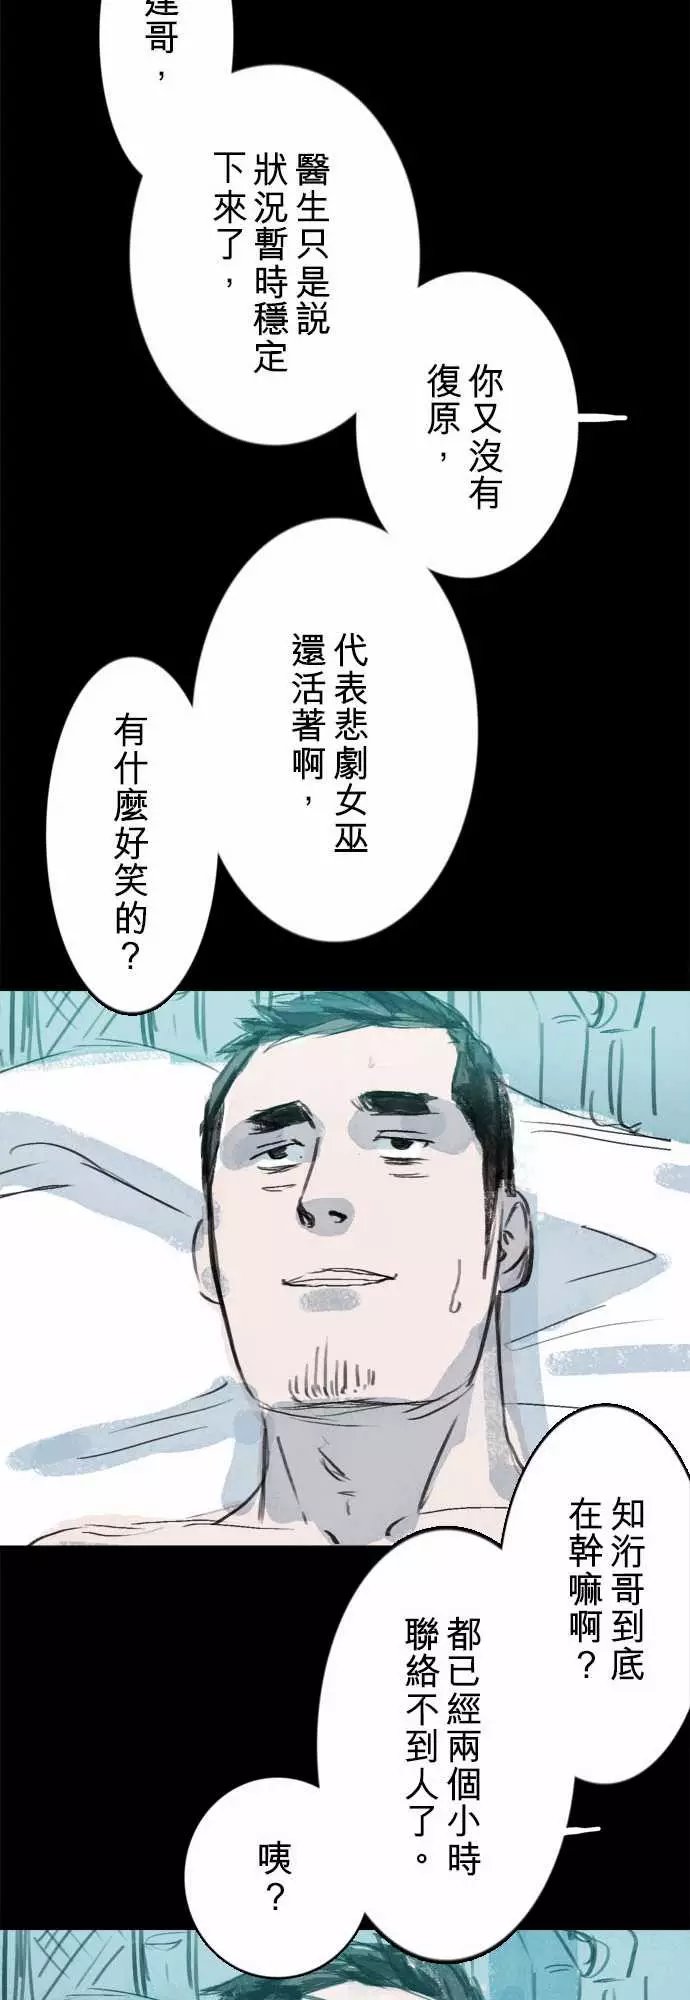 哥，
醫生只是説
狀況暫時穩定
下來了，
你又沒有
復原，
代表悲劇女巫
還活著啊，
有什麼好笑的？
知洐哥到底
在幹嘛啊？
都已經兩個小時
聯絡不到人了。
咦？